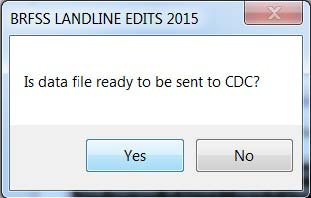 BRFSS LANDLINE EDITS 2015
Is data file ready to be sent to CDC?
Yes No